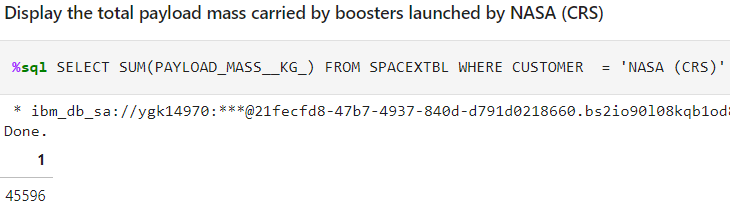 Display the total payload mass carried by boosters launched by NASA (CRS)
%sql SELECT SUM(PAYLOAD_MASS__KG_) FROM SPACEXTBL WHERE CUSTOMER  = 'NASA (CRS)'
* ibm_db_sa://ygk14970:***@21fecfd8-47b7-4937-840d-d791d0218660.bs2io90l08kqb1od8
Done.
1
45596